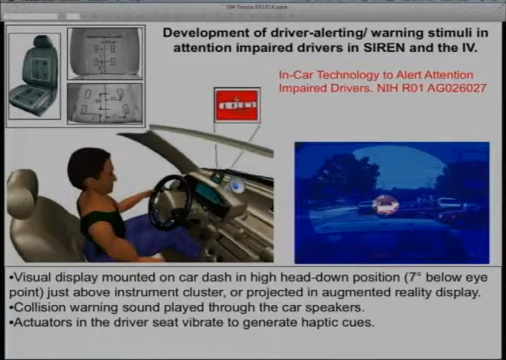 Development of driver-alerting/ warning stimuli in
attention impaired drivers in SIREN and the IV.
In-Car Technology to Alert Attention
Impaired Drivers. NIH R01 AG026027
•Visual display mounted on car dash in high head-down position (7° below eye
point) just above instrument cluster, or projected in augmented reality display.
•Collision warning sound played through the car speakers.
•Actuators in the driver seat vibrate to generate haptic cues.